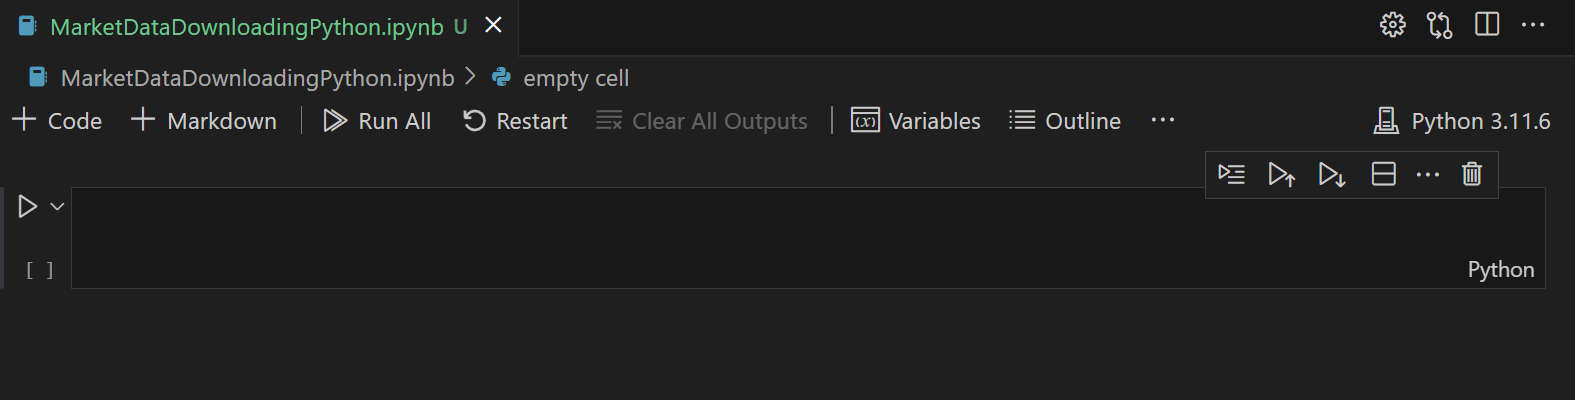 MarketDataDownloadingPython.ipynb U
MarketDataDownloadingPython.ipynb > empty cell
+ Code + Markdown | Run All Restart Clear All Outputs | (x) Variables Outline ... Python 3.11.6
[ ]
Python